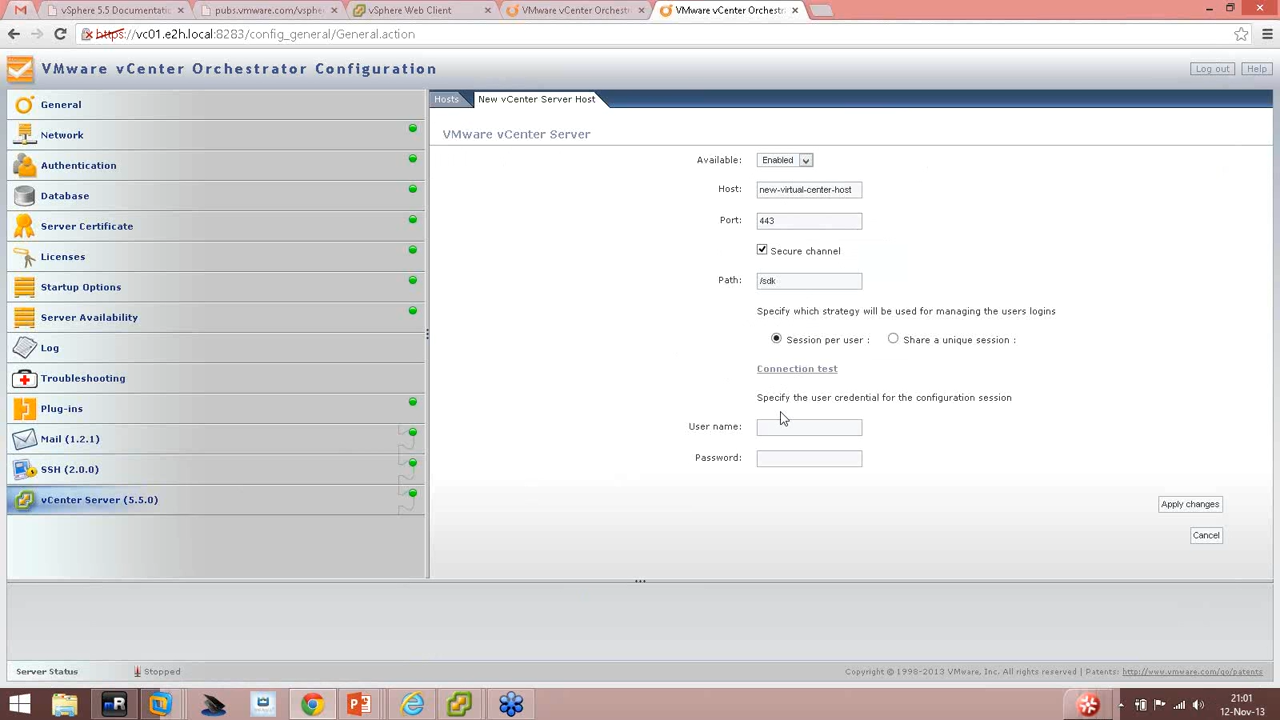 vSphere 5.5 Documentation
pubs.vmware.com/vsphe
vSphere Web Client
VMware vCenter Orchestr
VMware vCenter Orchestr
https://vc01.e2h.local:8283/config_general/General.action
VMware vCenter Orchestrator Configuration
Log out
Help
General
Network
Authentication
Database
Server Certificate
Licenses
Startup Options
Server Availability
Log
Troubleshooting
Plug-ins
Mail (1.2.1)
SSH (2.0.0)
vCenter Server (5.5.0)
Hosts
New vCenter Server Host
VMware vCenter Server
Available: Enabled
Host: new-virtual-center-host
Port: 443
Secure channel
Path: /sdk
Specify which strategy will be used for managing the users logins
Session per user : Share a unique session :
Connection test
Specify the user credential for the configuration session
User name:
Password:
Apply changes
Cancel
Server Status Stopped
Copyright © 1998-2013 VMware, Inc. All rights reserved | Patents: http://www.vmware.com/go/patents
21:01
12-Nov-13